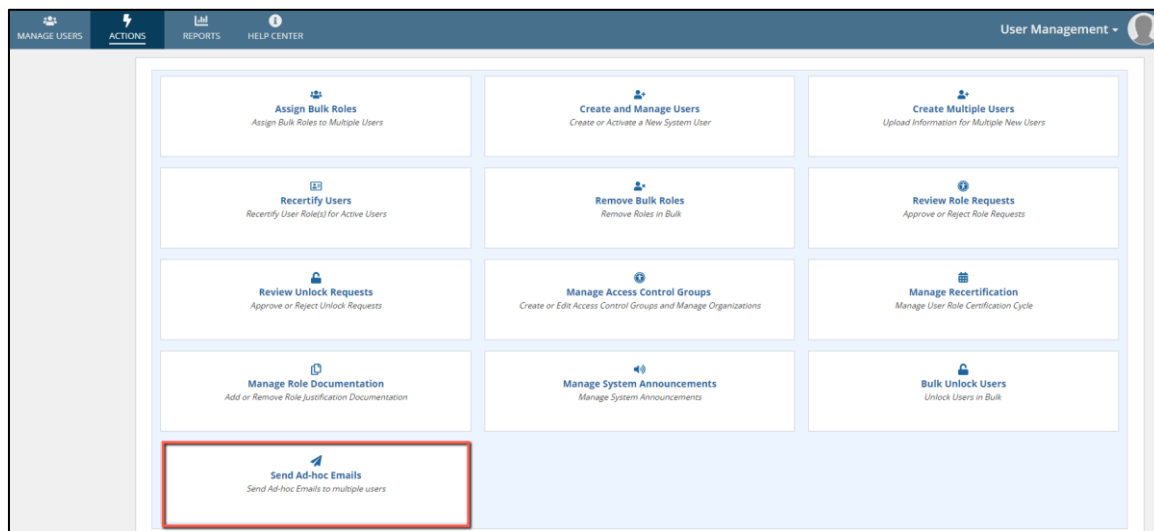 MANAGE USERS
ACTIONS
REPORTS
HELP CENTER
User Management
Assign Bulk Roles
Assign Bulk Roles to Multiple Users
Create and Manage Users
Create or Activate a New System User
Create Multiple Users
Upload Information for Multiple New Users
Recertify Users
Recertify User Role(s) for Active Users
Remove Bulk Roles
Remove Roles in Bulk
Review Role Requests
Approve or Reject Role Requests
Review Unlock Requests
Approve or Reject Unlock Requests
Manage Access Control Groups
Create or Edit Access Control Groups and Manage Organizations
Manage Recertification
Manage User Role Certification Cycle
Manage Role Documentation
Add or Remove Role Justification Documentation
Manage System Announcements
Manage System Announcements
Bulk Unlock Users
Unlock Users in Bulk
Send Ad-hoc Emails
Send Ad-hoc Emails to multiple users